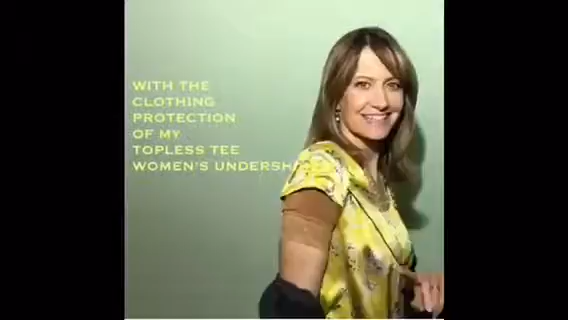 WITH THE
CLOTHING
PROTECTION
OF MY
TOPLESS TEE
WOMEN'S UNDERSH